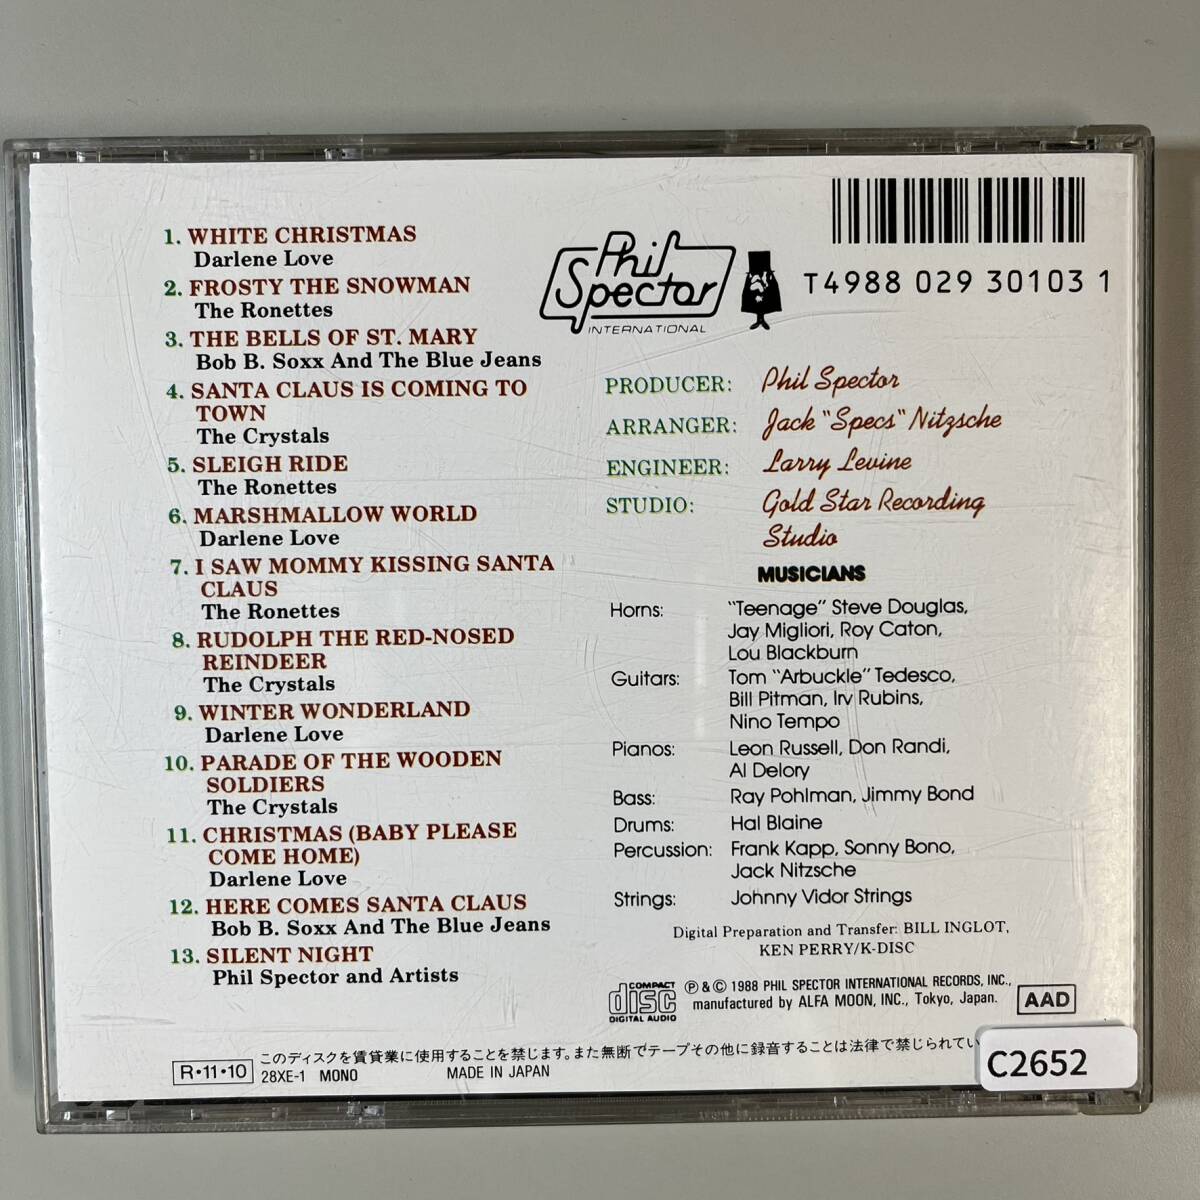 1. WHITE CHRISTMAS
Darlene Love
2. FROSTY THE SNOWMAN
The Ronettes
3. THE BELLS OF ST. MARY
Bob B. Soxx And The Blue Jeans
4. SANTA CLAUS IS COMING TO
TOWN
The Crystals
5. SLEIGH RIDE
The Ronettes
6. MARSHMALLOW WORLD
Darlene Love
7. I SAW MOMMY KISSING SANTA
CLAUS
The Ronettes
8. RUDOLPH THE RED-NOSED
REINDEER
The Crystals
9. WINTER WONDERLAND
Darlene Love
10. PARADE OF THE WOODEN
SOLDIERS
The Crystals
11. CHRISTMAS (BABY PLEASE
COME HOME)
Darlene Love
12. HERE COMES SANTA CLAUS
Bob B. Soxx And The Blue Jeans
13. SILENT NIGHT
Phil Spector and Artists
Phil
Spector
INTERNATIONAL
T4988 029 30103 1
PRODUCER: Phil Spector
ARRANGER: Jack "Specs" Nitzsche
ENGINEER: Larry Levine
STUDIO: Gold Star Recording
Studio
MUSICIANS
Horns: "Teenage" Steve Douglas,
Jay Migliori, Roy Caton,
Lou Blackburn
Guitars: Tom "Arbuckle" Tedesco,
Bill Pitman, Irv Rubins,
Nino Tempo
Pianos: Leon Russell, Don Randi,
Al Delory
Bass: Ray Pohlman, Jimmy Bond
Drums: Hal Blaine
Percussion: Frank Kapp, Sonny Bono,
Jack Nitzsche
Strings: Johnny Vidor Strings
Digital Preparation and Transfer: BILL INGLOT,
KEN PERRY/K-DISC
COMPACT
disc
DIGITAL AUDIO
℗ & © 1988 PHIL SPECTOR INTERNATIONAL RECORDS, INC.,
manufactured by ALFA MOON, INC., Tokyo, Japan.
AAD
R・11・10
このディスクを賃貸業に使用することを禁じます。また無断でテープその他に録音することは法律で禁じられてい
28XE-1 MONO MADE IN JAPAN
C2652